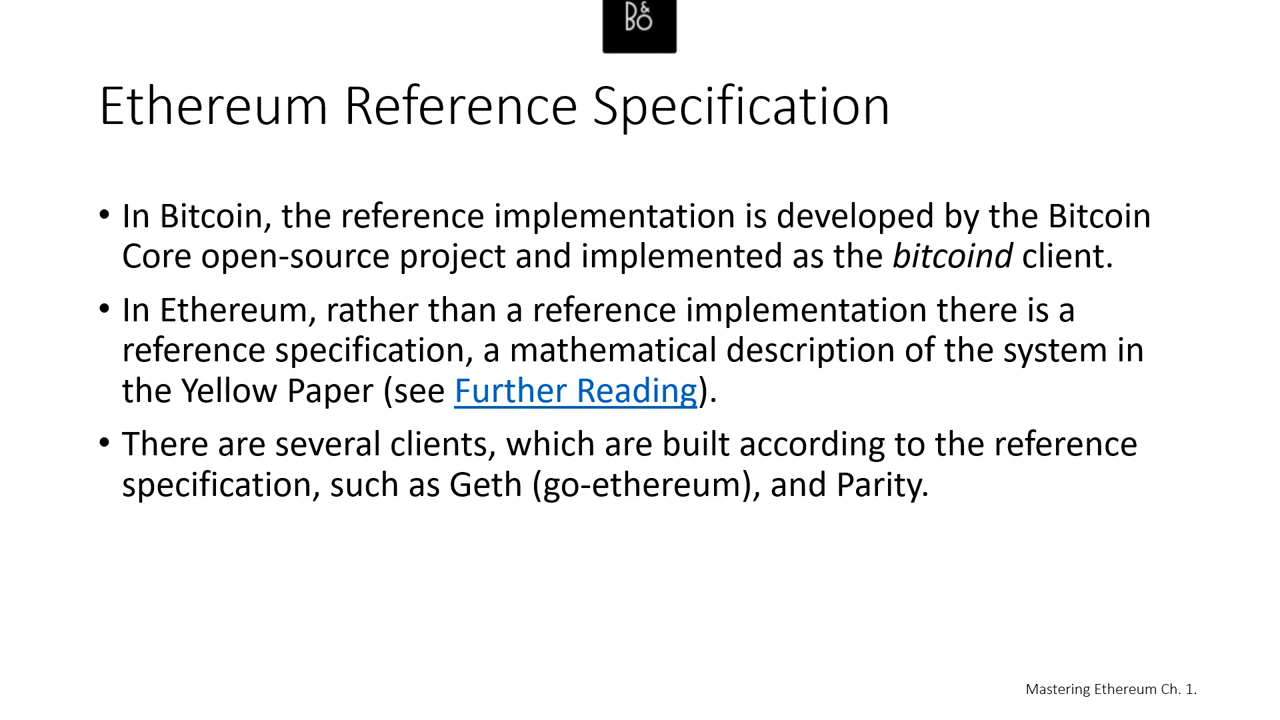 D&
BO
Ethereum Reference Specification
• In Bitcoin, the reference implementation is developed by the Bitcoin
Core open-source project and implemented as the bitcoind client.
• In Ethereum, rather than a reference implementation there is a
reference specification, a mathematical description of the system in
the Yellow Paper (see Further Reading).
• There are several clients, which are built according to the reference
specification, such as Geth (go-ethereum), and Parity.
Mastering Ethereum Ch. 1.